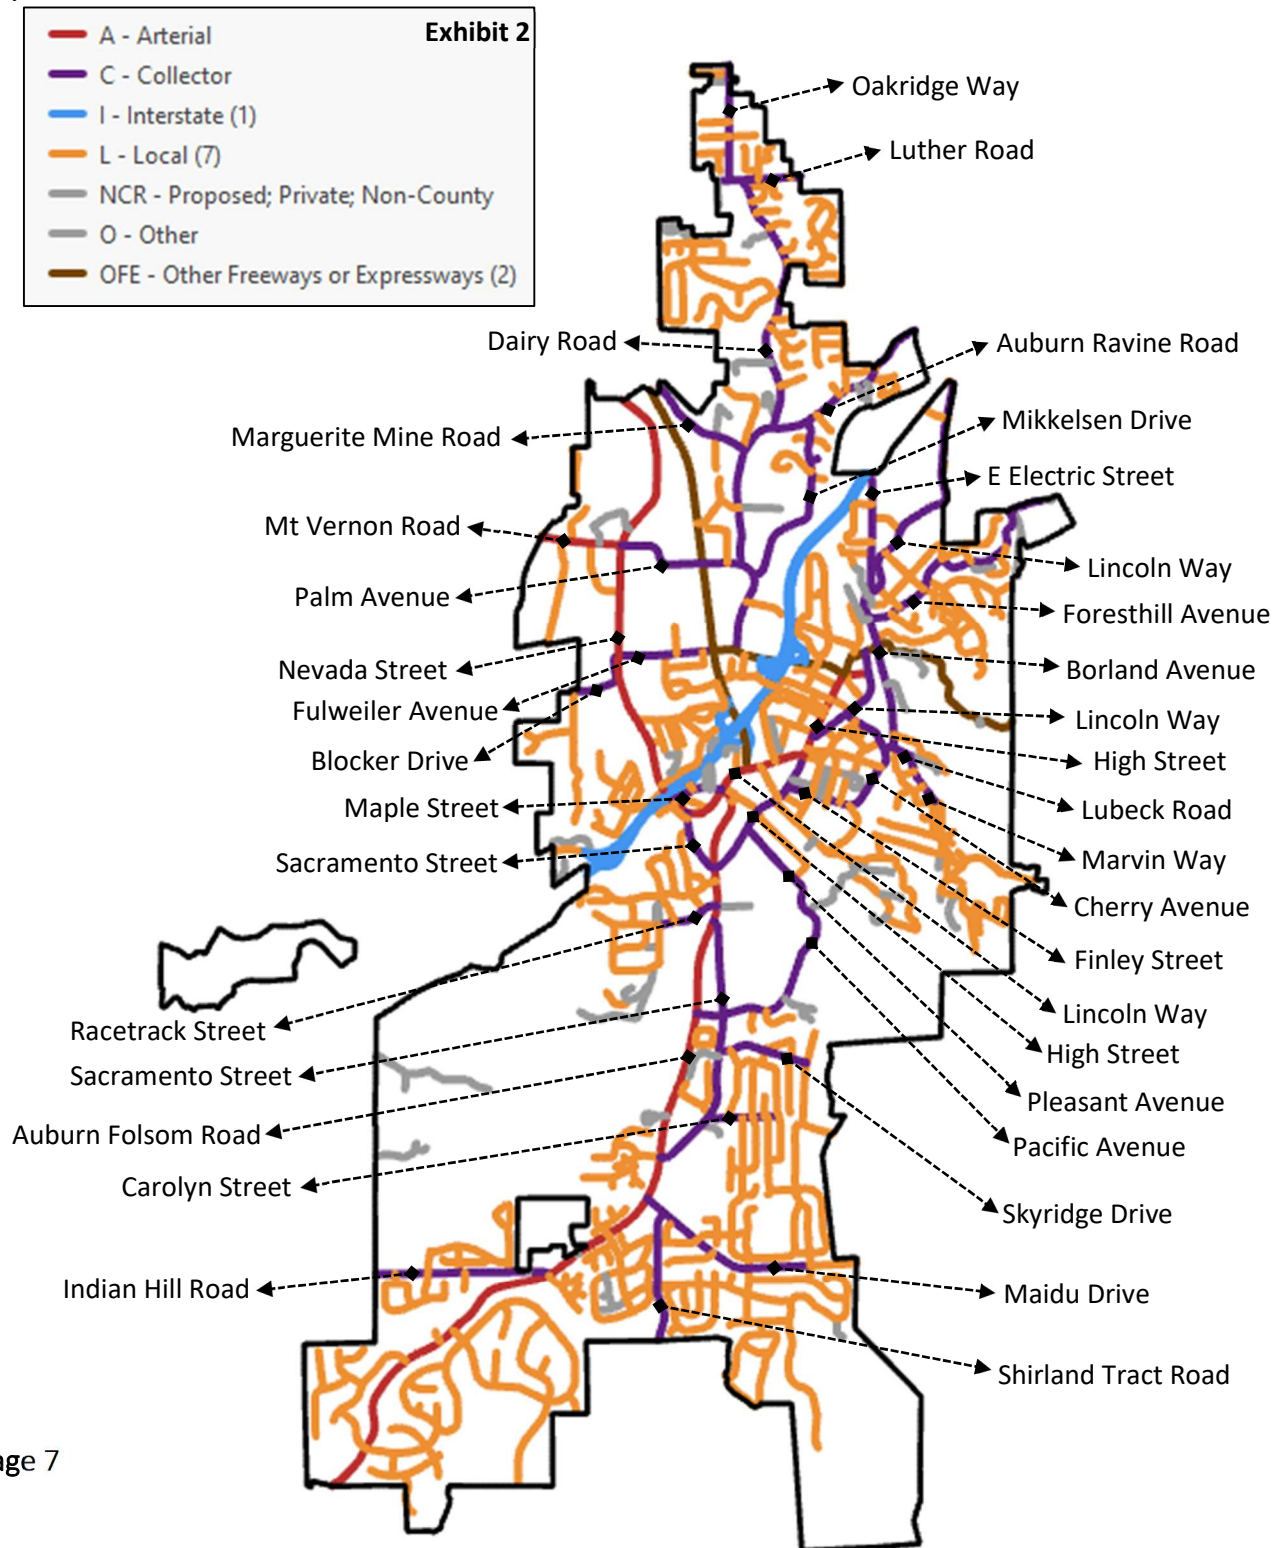 Exhibit 2
A - Arterial
C - Collector
I - Interstate (1)
L - Local (7)
NCR - Proposed; Private; Non-County
O - Other
OFE - Other Freeways or Expressways (2)
Oakridge Way
Luther Road
Dairy Road
Auburn Ravine Road
Marguerite Mine Road
Mikkelsen Drive
E Electric Street
Mt Vernon Road
Lincoln Way
Palm Avenue
Foresthill Avenue
Nevada Street
Borland Avenue
Fulweiler Avenue
Lincoln Way
Blocker Drive
High Street
Maple Street
Lubeck Road
Sacramento Street
Marvin Way
Cherry Avenue
Finley Street
Racetrack Street
Lincoln Way
Sacramento Street
High Street
Auburn Folsom Road
Pleasant Avenue
Pacific Avenue
Carolyn Street
Skyridge Drive
Indian Hill Road
Maidu Drive
Shirland Tract Road
age 7